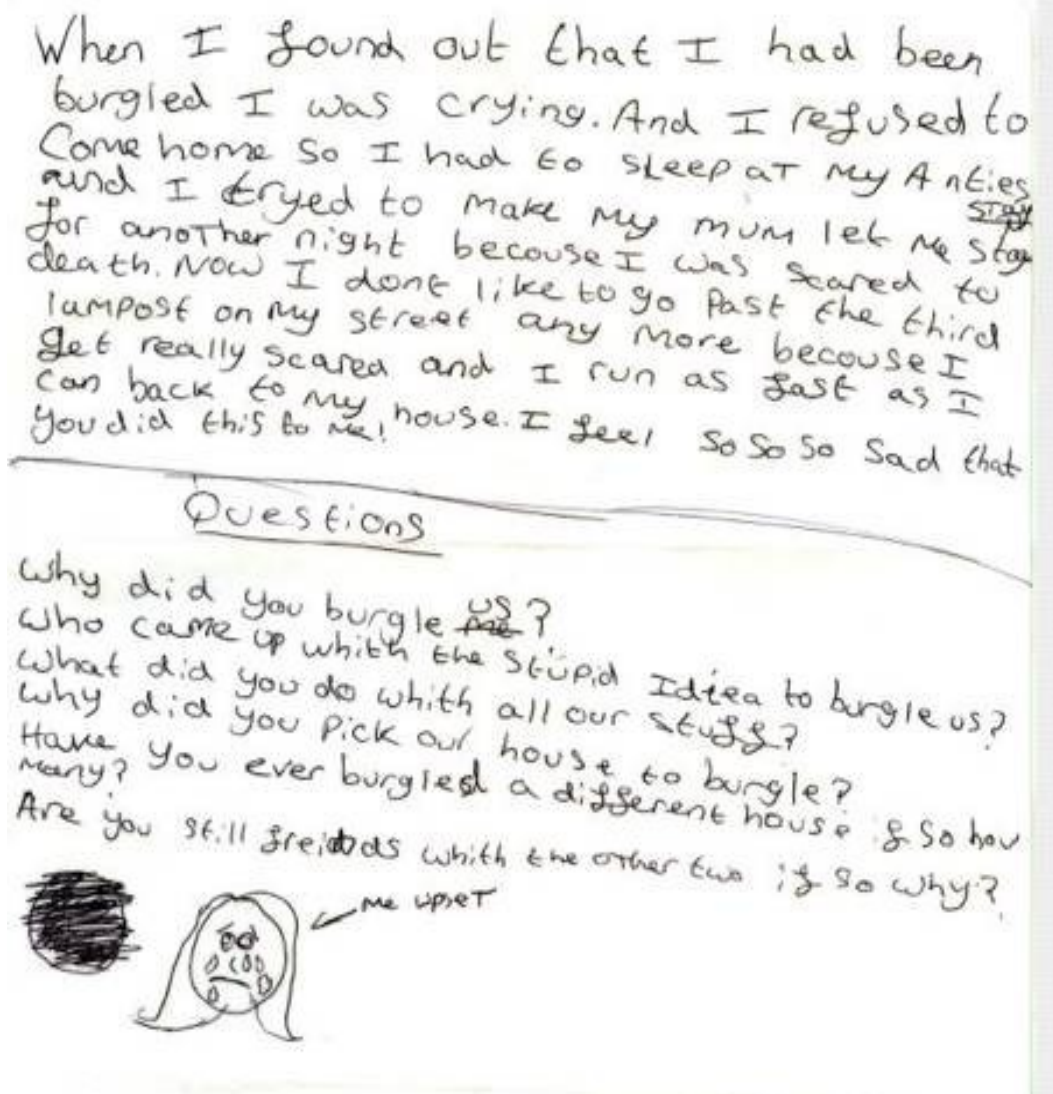 When I found out that I had been
burgled I was crying. And I refused to
Come home so I had to sleep at my Anties
and I tryed to make my mum let me stay
for another night becouse I was scared to
death. Now I dont like to go past the third
lampost on my street any more becouse I
get really scared and I run as fast as I
can back to my house. I feel so so so sad that
you did this to me!
Questions
Why did you burgle us?
who came up whith the stupid Idiea to burgle us?
what did you do whith all our stuff?
why did you pick our house to burgle?
Have you ever burgled a different house if so how
many?
Are you still freinds whith the other two if so why?
me upset